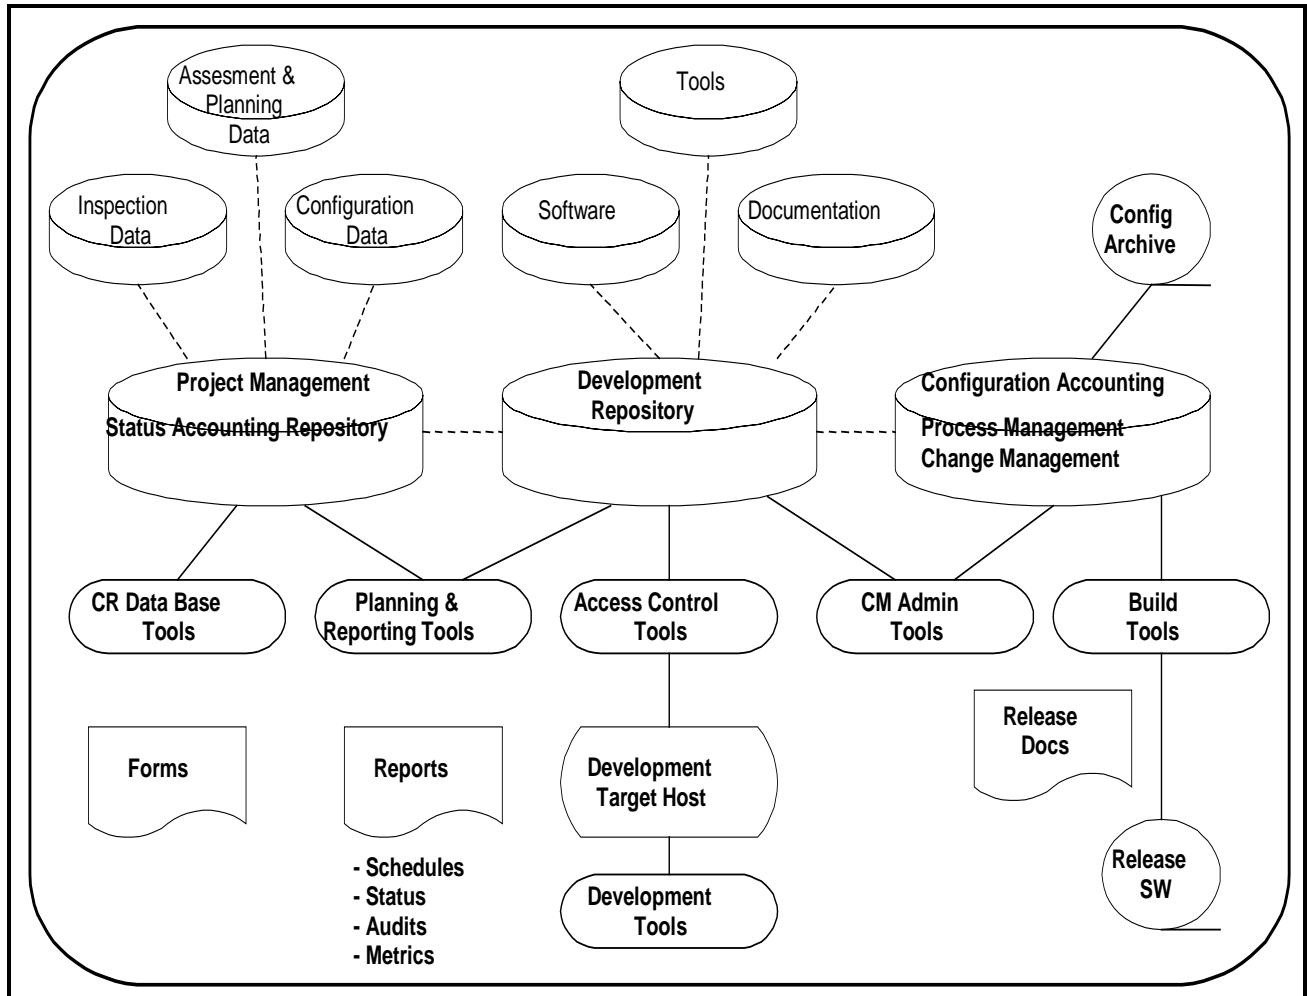 Assesment &
Planning
Data
Tools
Inspection
Data
Configuration
Data
Software
Documentation
Config
Archive
Project Management
Status Accounting Repository
Development
Repository
Configuration Accounting
Process Management
Change Management
CR Data Base
Tools
Planning &
Reporting Tools
Access Control
Tools
CM Admin
Tools
Build
Tools
Forms
Reports
- Schedules
- Status
- Audits
- Metrics
Development
Target Host
Development
Tools
Release
Docs
Release
SW